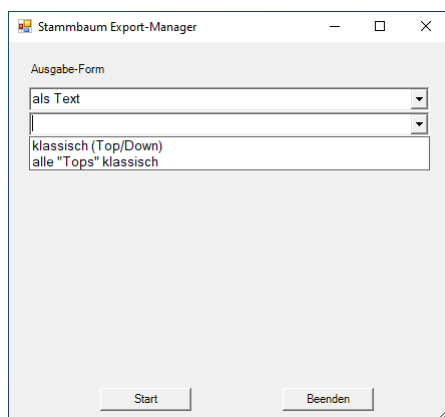 Stammbaum Export-Manager
Ausgabe-Form
als Text
klassisch (Top/Down)
alle "Tops" klassisch
Start Beenden